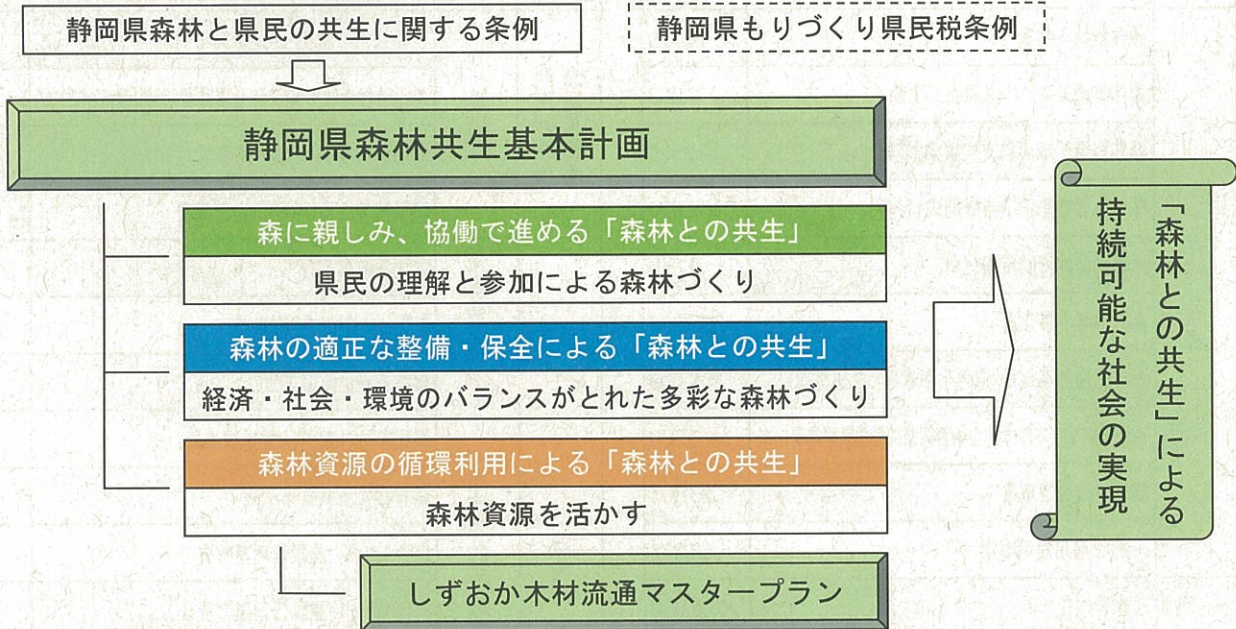 静岡県森林と県民の共生に関する条例
静岡県もりづくり県民税条例
静岡県森林共生基本計画
森に親しみ、協働で進める「森林との共生」
県民の理解と参加による森林づくり
森林の適正な整備・保全による「森林との共生」
経済・社会・環境のバランスがとれた多彩な森林づくり
森林資源の循環利用による「森林との共生」
森林資源を活かす
しずおか木材流通マスタープラン
「森林との共生」による
持続可能な社会の実現